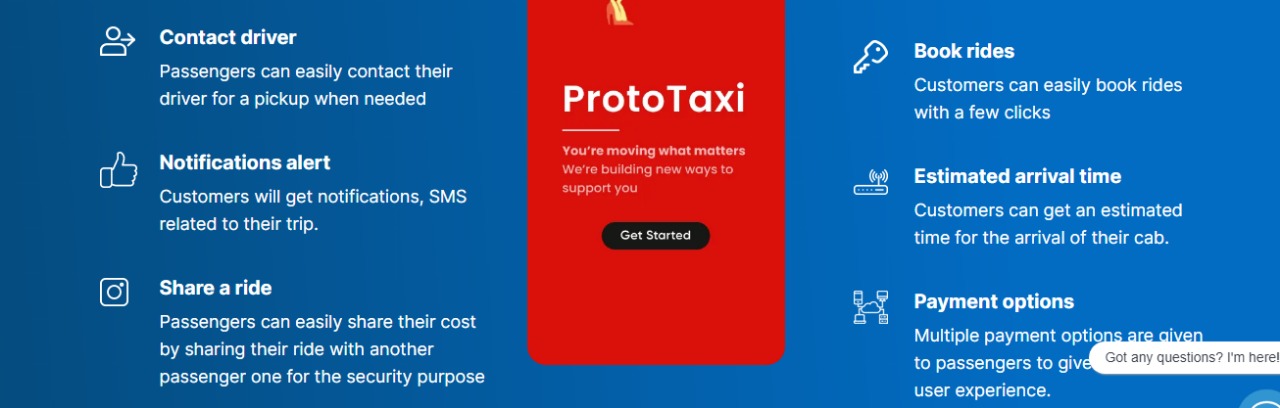 Contact driver
Passengers can easily contact their
driver for a pickup when needed
Notifications alert
Customers will get notifications, SMS
related to their trip.
Share a ride
Passengers can easily share their cost
by sharing their ride with another
passenger one for the security purpose
ProtoTaxi
You're moving what matters
We're building new ways to
support you
Get Started
Book rides
Customers can easily book rides
with a few clicks
Estimated arrival time
Customers can get an estimated
time for the arrival of their cab.
Payment options
Multiple payment options are given
to passengers to give
user experience.
Got any questions? I'm here!